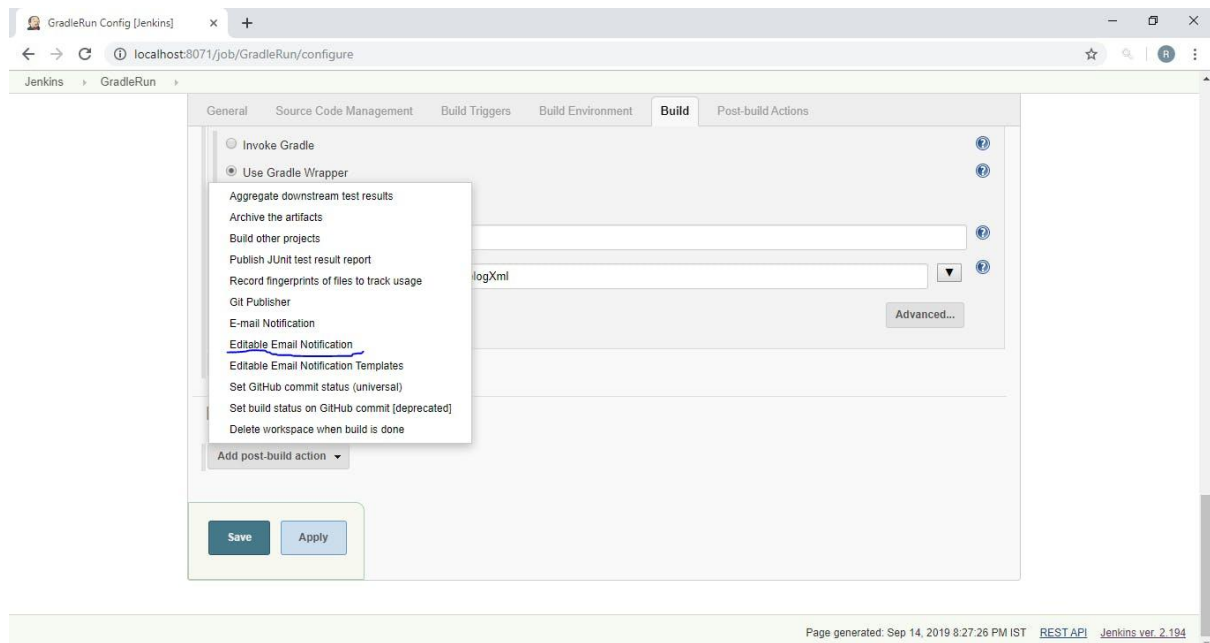 GradleRun Config [Jenkins]
localhost:8071/job/GradleRun/configure
R
Jenkins GradleRun
General Source Code Management Build Triggers Build Environment Build Post-build Actions
Invoke Gradle
Use Gradle Wrapper
Aggregate downstream test results
Archive the artifacts
Build other projects
Publish JUnit test result report
Record fingerprints of files to track usage
logXml
Git Publisher
E-mail Notification
Advanced...
Editable Email Notification
Editable Email Notification Templates
Set GitHub commit status (universal)
Set build status on GitHub commit [deprecated]
Delete workspace when build is done
Add post-build action
Save Apply
Page generated: Sep 14, 2019 8:27:26 PM IST REST API Jenkins ver. 2.194